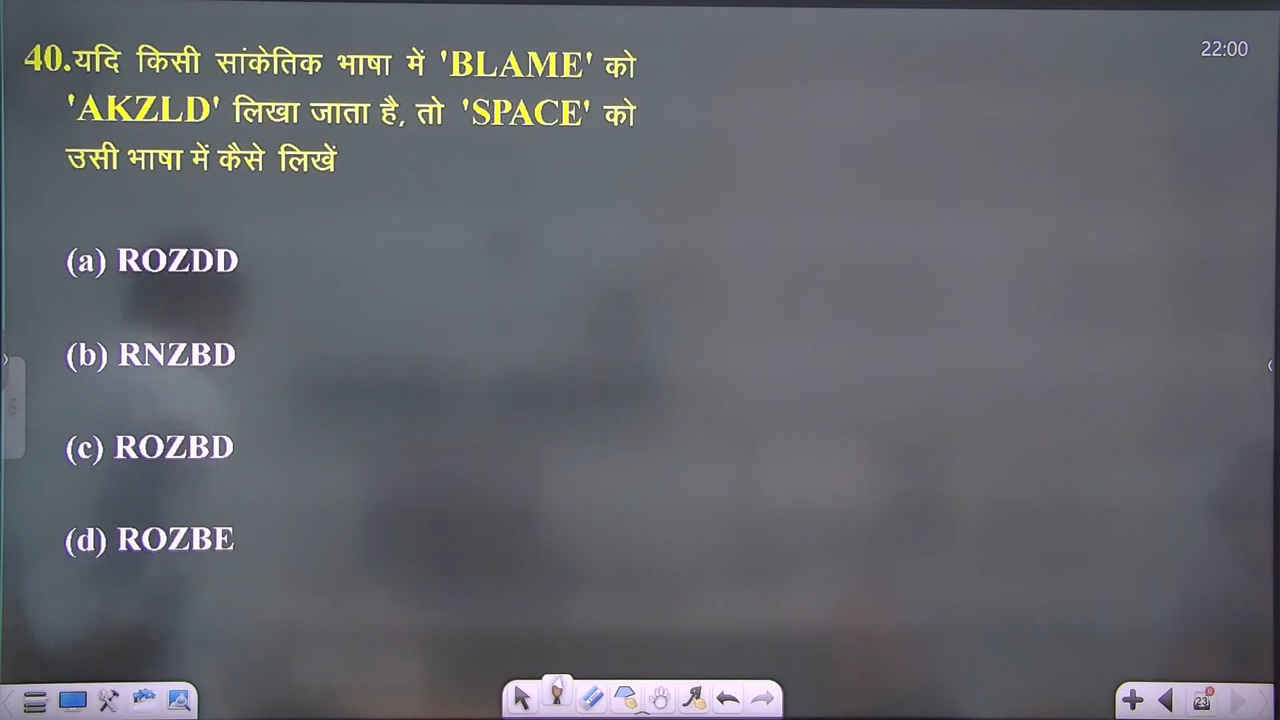 22:00
40.यदि किसी सांकेतिक भाषा में 'BLAME' को
'AKZLD' लिखा जाता है, तो 'SPACE' को
उसी भाषा में कैसे लिखें
(a) ROZDD
(b) RNZBD
(c) ROZBD
(d) ROZBE